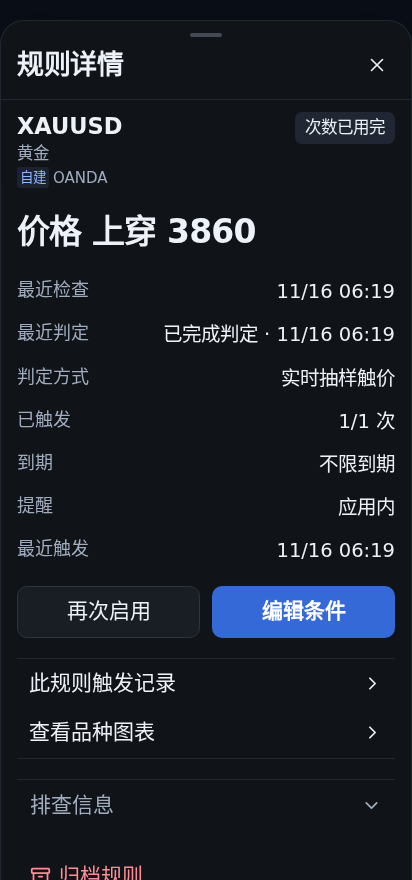 规则详情
XAUUSD
次数已用完
黄金
自建 OANDA
价格 上穿 3860
最近检查 11/16 06:19
最近判定 已完成判定 · 11/16 06:19
判定方式 实时抽样触价
已触发 1/1 次
到期 不限到期
提醒 应用内
最近触发 11/16 06:19
再次启用 编辑条件
此规则触发记录
查看品种图表
排查信息
归档规则